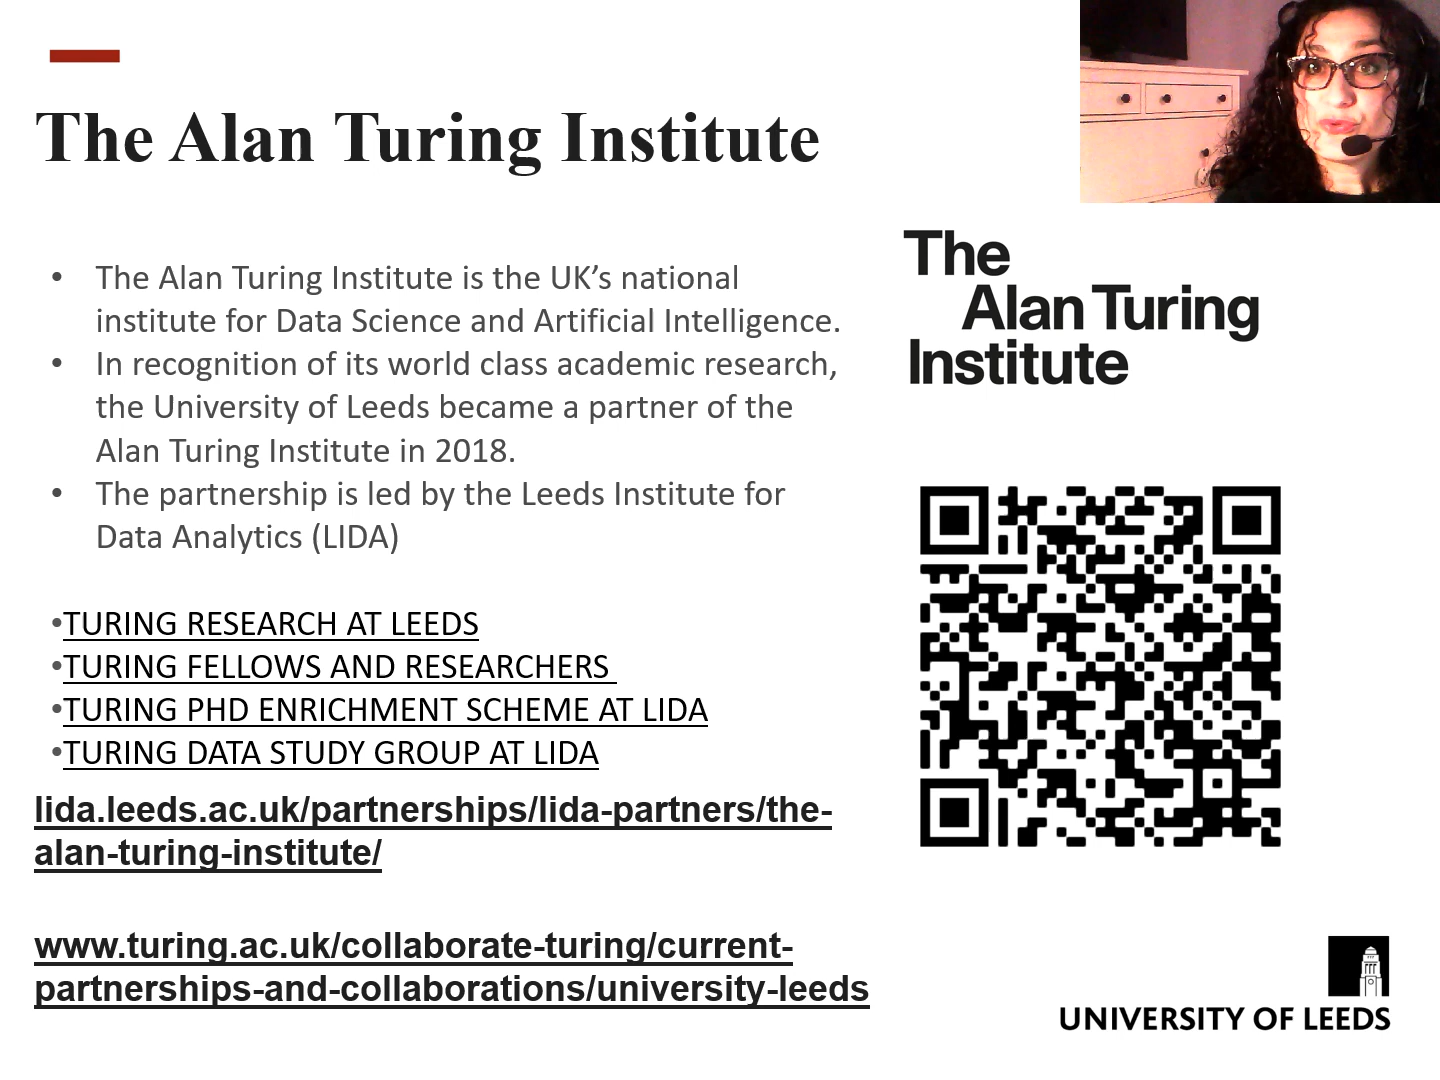 The Alan Turing Institute
• The Alan Turing Institute is the UK’s national
institute for Data Science and Artificial Intelligence.
• In recognition of its world class academic research,
the University of Leeds became a partner of the
Alan Turing Institute in 2018.
• The partnership is led by the Leeds Institute for
Data Analytics (LIDA)
•TURING RESEARCH AT LEEDS
•TURING FELLOWS AND RESEARCHERS
•TURING PHD ENRICHMENT SCHEME AT LIDA
•TURING DATA STUDY GROUP AT LIDA
lida.leeds.ac.uk/partnerships/lida-partners/the-
alan-turing-institute/
www.turing.ac.uk/collaborate-turing/current-
partnerships-and-collaborations/university-leeds
The
Alan Turing
Institute
UNIVERSITY OF LEEDS